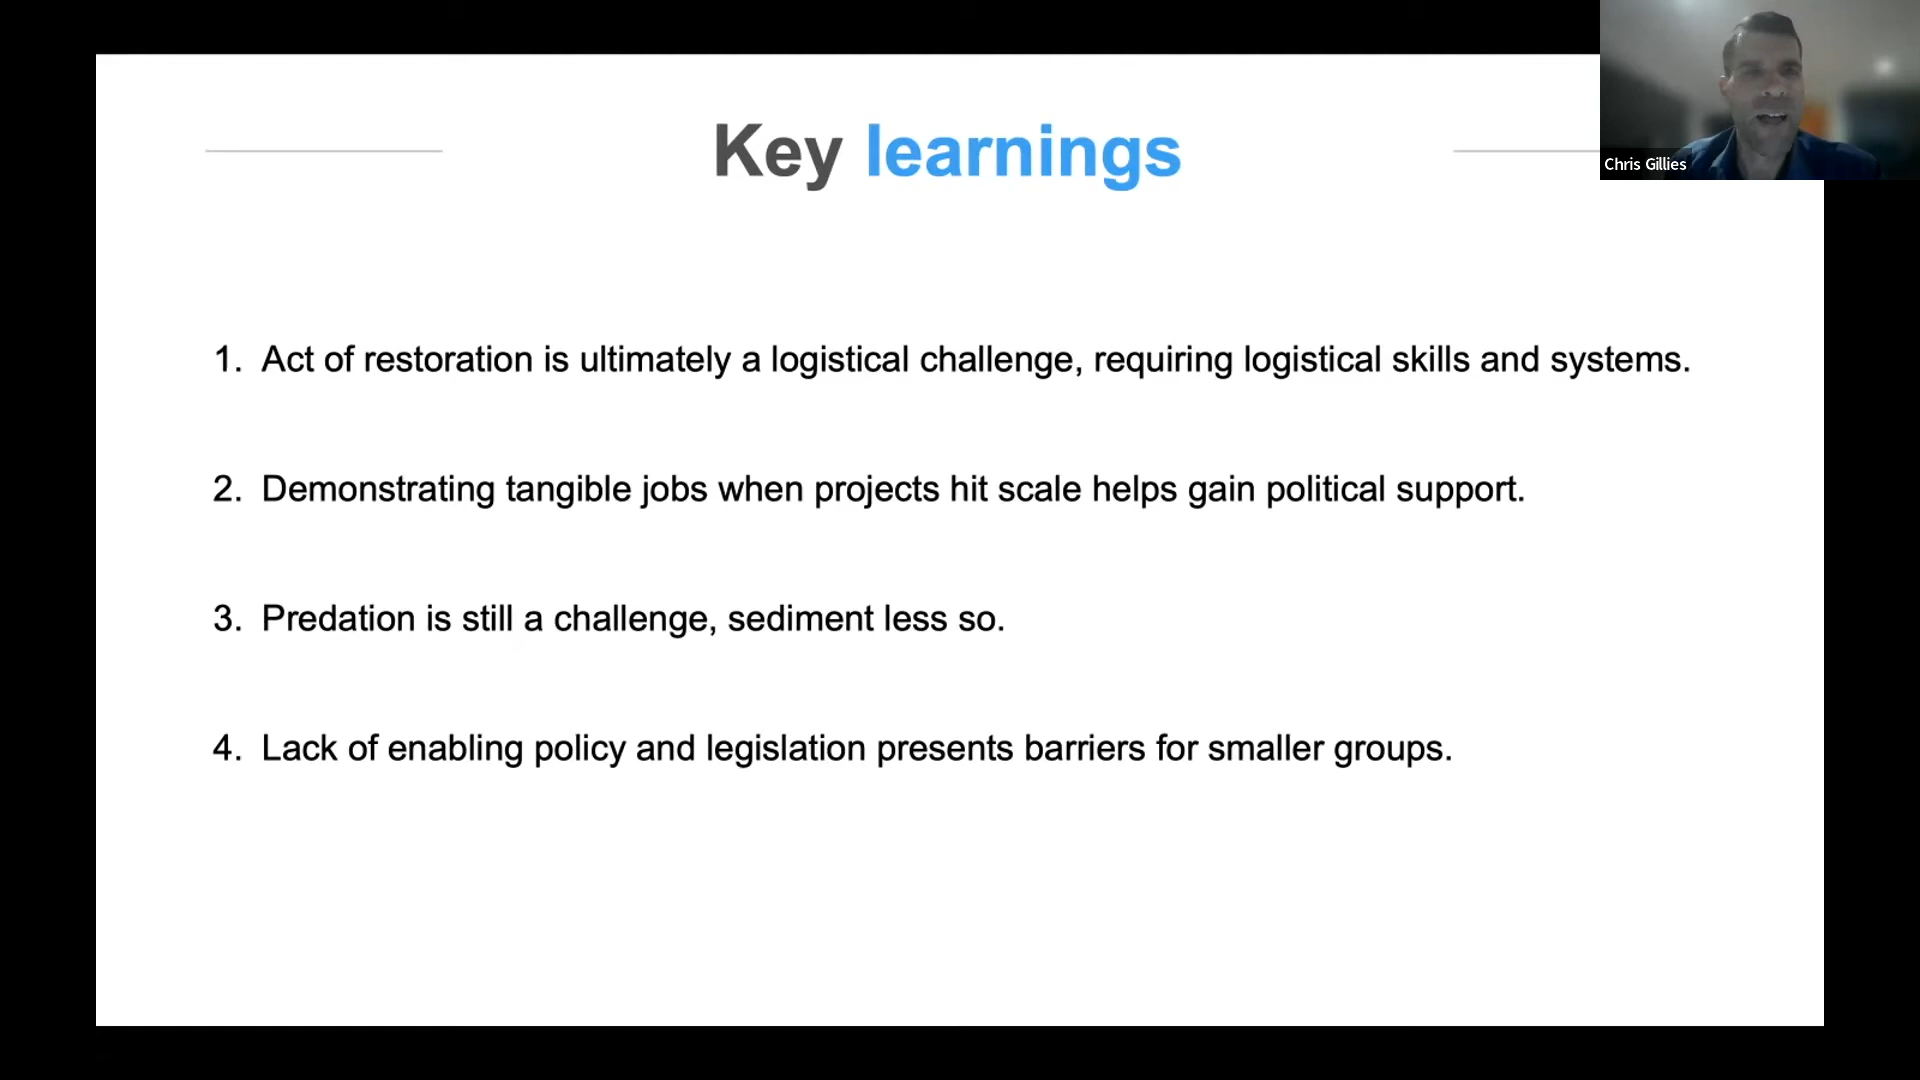 Key learnings
Chris Gillies
1. Act of restoration is ultimately a logistical challenge, requiring logistical skills and systems.
2. Demonstrating tangible jobs when projects hit scale helps gain political support.
3. Predation is still a challenge, sediment less so.
4. Lack of enabling policy and legislation presents barriers for smaller groups.